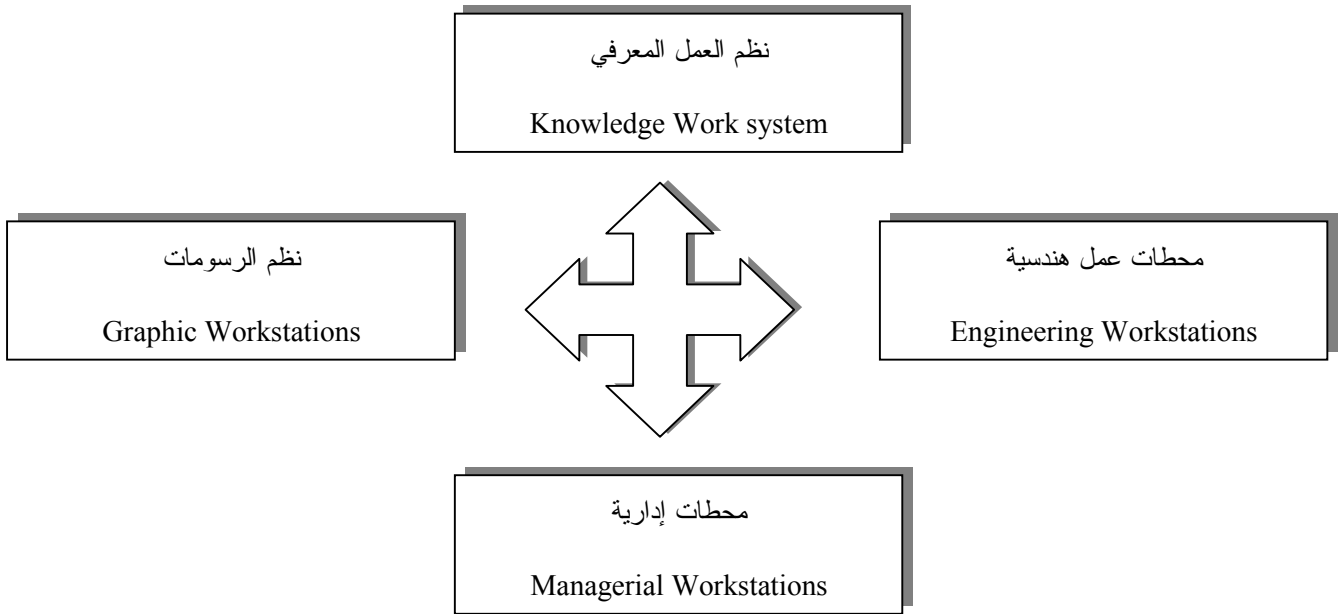 نظم العمل المعرفي
Knowledge Work system
نظم الرسومات
Graphic Workstations
محطات عمل هندسية
Engineering Workstations
محطات إدارية
Managerial Workstations